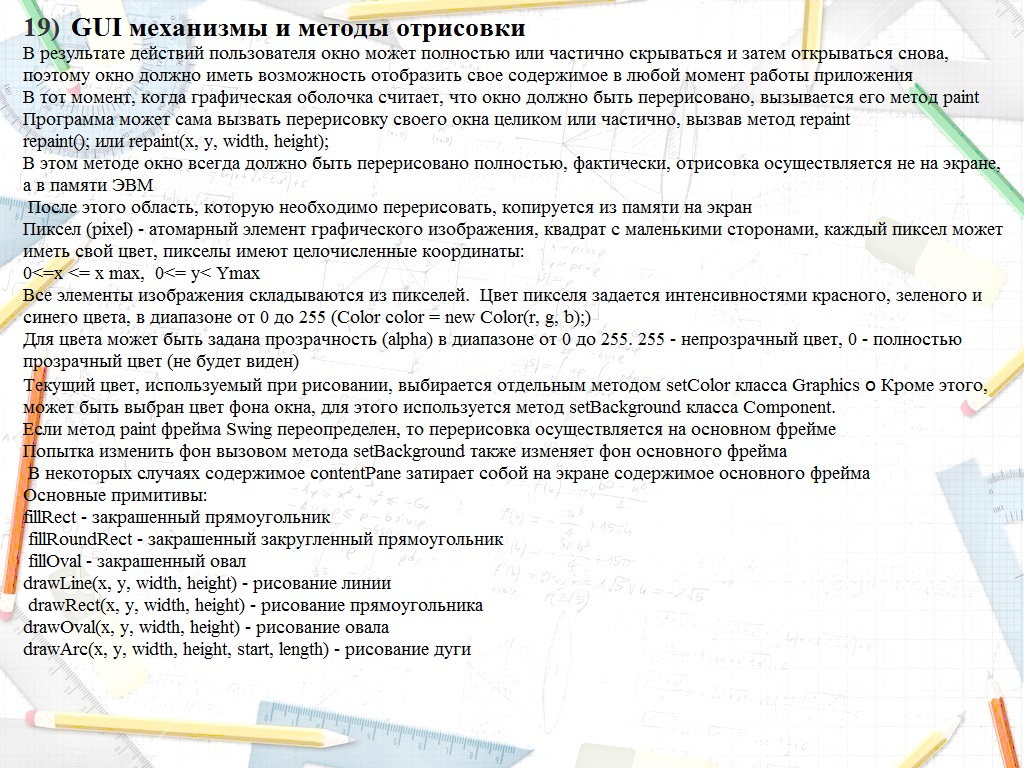 19) GUI механизмы и методы отрисовки
В результате действий пользователя окно может полностью или частично скрываться и затем открываться снова,
поэтому окно должно иметь возможность отобразить свое содержимое в любой момент работы приложения
В тот момент, когда графическая оболочка считает, что окно должно быть перерисовано, вызывается его метод paint
Программа может сама вызвать перерисовку своего окна целиком или частично, вызвав метод repaint
repaint(); или repaint(x, y, width, height);
В этом методе окно всегда должно быть перерисовано полностью, фактически, отрисовка осуществляется не на экране,
а в памяти ЭВМ
После этого область, которую необходимо перерисовать, копируется из памяти на экран
Пиксел (pixel) - атомарный элемент графического изображения, квадрат с маленькими сторонами, каждый пиксел может
иметь свой цвет, пикселы имеют целочисленные координаты:
0<=x <= x max, 0<= y< Ymax
Все элементы изображения складываются из пикселей. Цвет пикселя задается интенсивностями красного, зеленого и
синего цвета, в диапазоне от 0 до 255 (Color color = new Color(r, g, b);)
Для цвета может быть задана прозрачность (alpha) в диапазоне от 0 до 255. 255 - непрозрачный цвет, 0 - полностью
прозрачный цвет (не будет виден)
Текущий цвет, используемый при рисовании, выбирается отдельным методом setColor класса Graphics o Кроме этого,
может быть выбран цвет фона окна, для этого используется метод setBackground класса Component.
Если метод paint фрейма Swing переопределен, то перерисовка осуществляется на основном фрейме
Попытка изменить фон вызовом метода setBackground также изменяет фон основного фрейма
В некоторых случаях содержимое contentPane затирает собой на экране содержимое основного фрейма
Основные примитивы:
fillRect - закрашенный прямоугольник
fillRoundRect - закрашенный закругленный прямоугольник
fillOval - закрашенный овал
drawLine(x, y, width, height) - рисование линии
drawRect(x, y, width, height) - рисование прямоугольника
drawOval(x, y, width, height) - рисование овала
drawArc(x, y, width, height, start, length) - рисование дуги